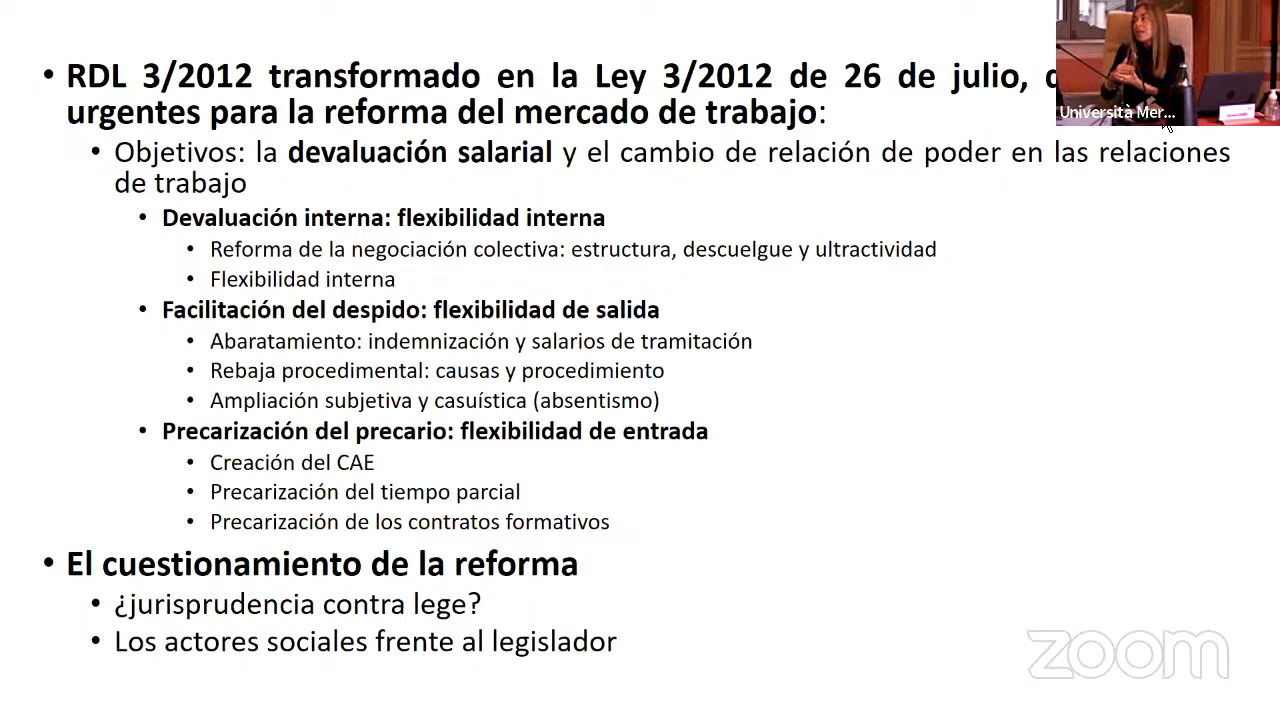 • RDL 3/2012 transformado en la Ley 3/2012 de 26 de julio,
urgentes para la reforma del mercado de trabajo:
• Objetivos: la devaluación salarial y el cambio de relación de poder en las relaciones
de trabajo
• Devaluación interna: flexibilidad interna
• Reforma de la negociación colectiva: estructura, descuelgue y ultractividad
• Flexibilidad interna
• Facilitación del despido: flexibilidad de salida
• Abaratamiento: indemnización y salarios de tramitación
• Rebaja procedimental: causas y procedimiento
• Ampliación subjetiva y casuística (absentismo)
• Precarización del precario: flexibilidad de entrada
• Creación del CAE
• Precarización del tiempo parcial
• Precarización de los contratos formativos
• El cuestionamiento de la reforma
• ¿jurisprudencia contra lege?
• Los actores sociales frente al legislador
Università Mer...
zoom